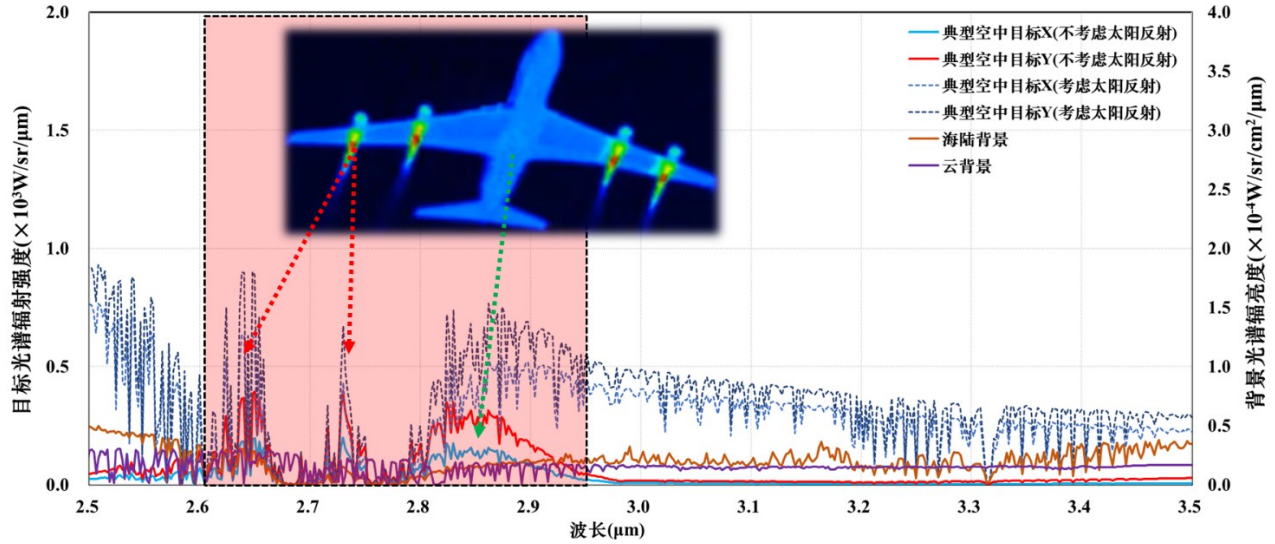 2.0
1.5
1.0
0.5
0.0
目标光谱辐射强度(×10³W/sr/μm)
4.0
3.5
3.0
2.5
2.0
1.5
1.0
0.5
0.0
背景光谱辐亮度(×10⁻⁴W/sr/cm²/μm)
典型空中目标X(不考虑太阳反射)
典型空中目标Y(不考虑太阳反射)
典型空中目标X(考虑太阳反射)
典型空中目标Y(考虑太阳反射)
海陆背景
云背景
2.5 2.6 2.7 2.8 2.9 3.0 3.1 3.2 3.3 3.4 3.5
波长(μm)